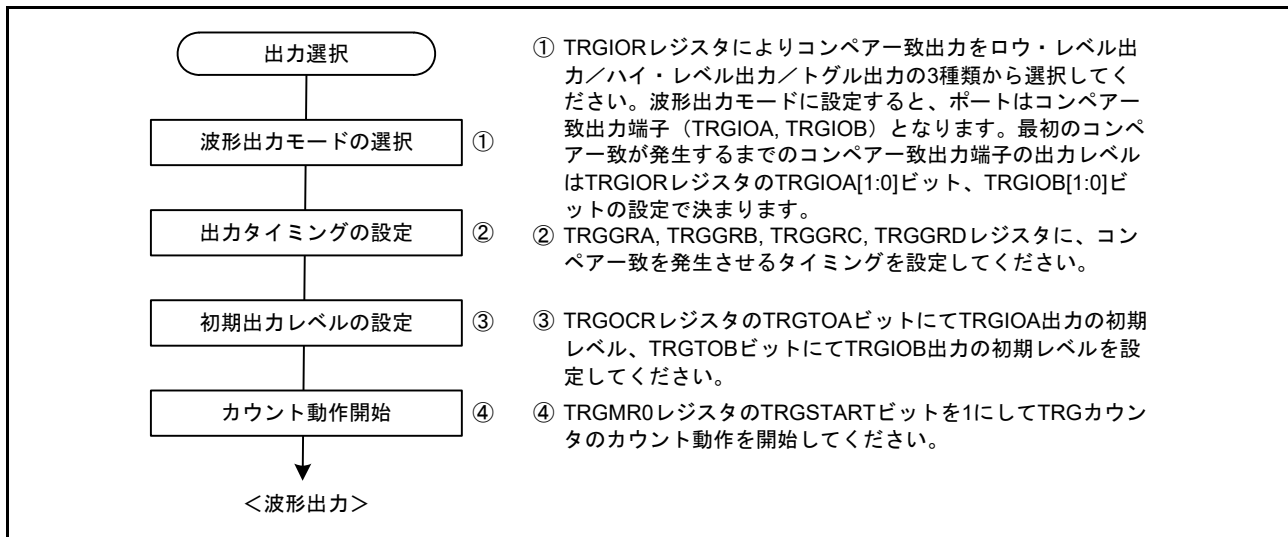 出力選択
波形出力モードの選択
①
出力タイミングの設定
②
初期出力レベルの設定
③
カウント動作開始
④
＜波形出力＞
① TRGIORレジスタによりコンペアー致出力をロウ・レベル出
力／ハイ・レベル出力／トグル出力の3種類から選択してく
ださい。波形出力モードに設定すると、ポートはコンペアー
致出力端子（TRGIOA, TRGIOB）となります。最初のコンペ
アー致が発生するまでのコンペアー致出力端子の出力レベル
はTRGIORレジスタのTRGIOA[1:0]ビット、TRGIOB[1:0]ビ
ットの設定で決まります。
② TRGGRA, TRGGRB, TRGGRC, TRGGRDレジスタに、コン
ペアー致を発生させるタイミングを設定してください。
③ TRGOCRレジスタのTRGTOAビットにてTRGIOA出力の初期
レベル、TRGTOBビットにてTRGIOB出力の初期レベルを設
定してください。
④ TRGMR0レジスタのTRGSTARTビットを1にしてTRGカウン
タのカウント動作を開始してください。